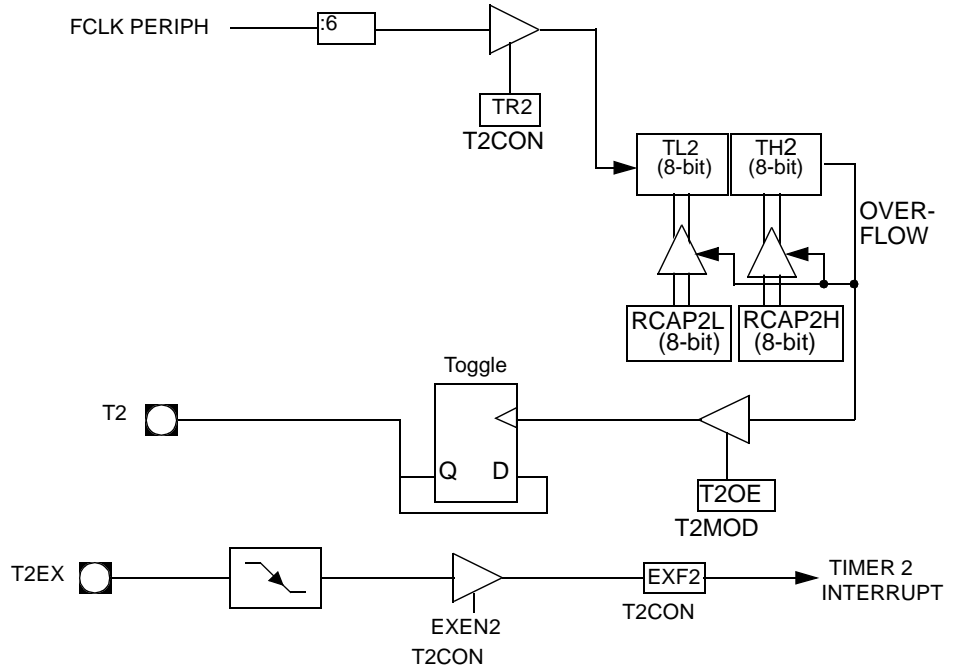 FCLK PERIPH
:6
TR2
T2CON
TL2
(8-bit)
TH2
(8-bit)
OVER-
FLOW
RCAP2L
(8-bit)
RCAP2H
(8-bit)
Toggle
T2
Q
D
T2OE
T2MOD
T2EX
EXEN2
T2CON
EXF2
T2CON
TIMER 2
INTERRUPT